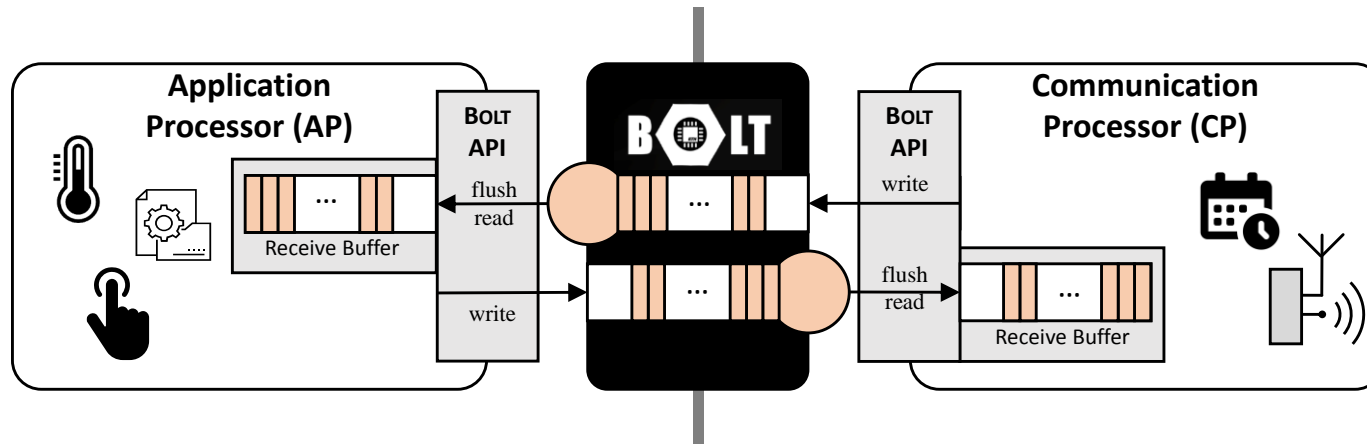 Application
Processor (AP)
BOLT
API
flush
read
...
Receive Buffer
write
BOLT
...
...
BOLT
API
write
flush
read
...
Receive Buffer
Communication
Processor (CP)